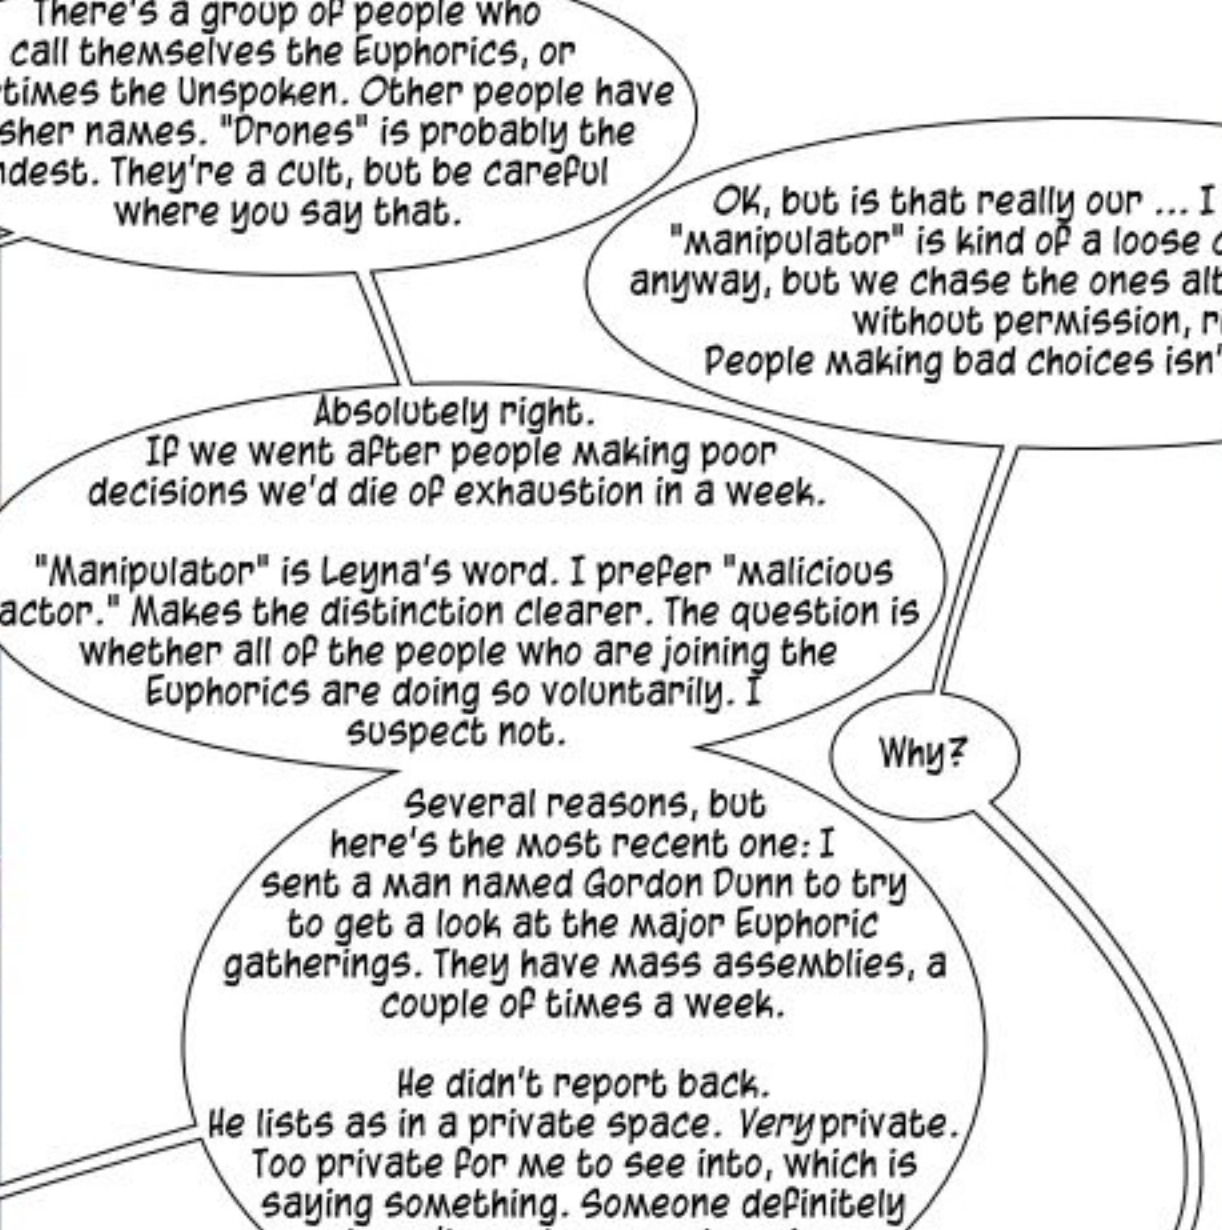 There's a group of people who
call themselves the Euphorics, or
times the Unspoken. Other people have
sher names. "Drones" is probably the
ndest. They're a cult, but be careful
where you say that.
OK, but is that really our ... I
"manipulator" is kind of a loose
anyway, but we chase the ones alt
without permission, r
People making bad choices isn'
Absolutely right.
If we went after people making poor
decisions we'd die of exhaustion in a week.
"Manipulator" is Leyna's word. I prefer "malicious
actor." Makes the distinction clearer. The question is
whether all of the people who are joining the
Euphorics are doing so voluntarily. I
suspect not.
Why?
Several reasons, but
here's the most recent one: I
sent a man named Gordon Dunn to try
to get a look at the major Euphoric
gatherings. They have mass assemblies, a
couple of times a week.
He didn't report back.
He lists as in a private space. Very private.
Too private for me to see into, which is
saying something. Someone definitely